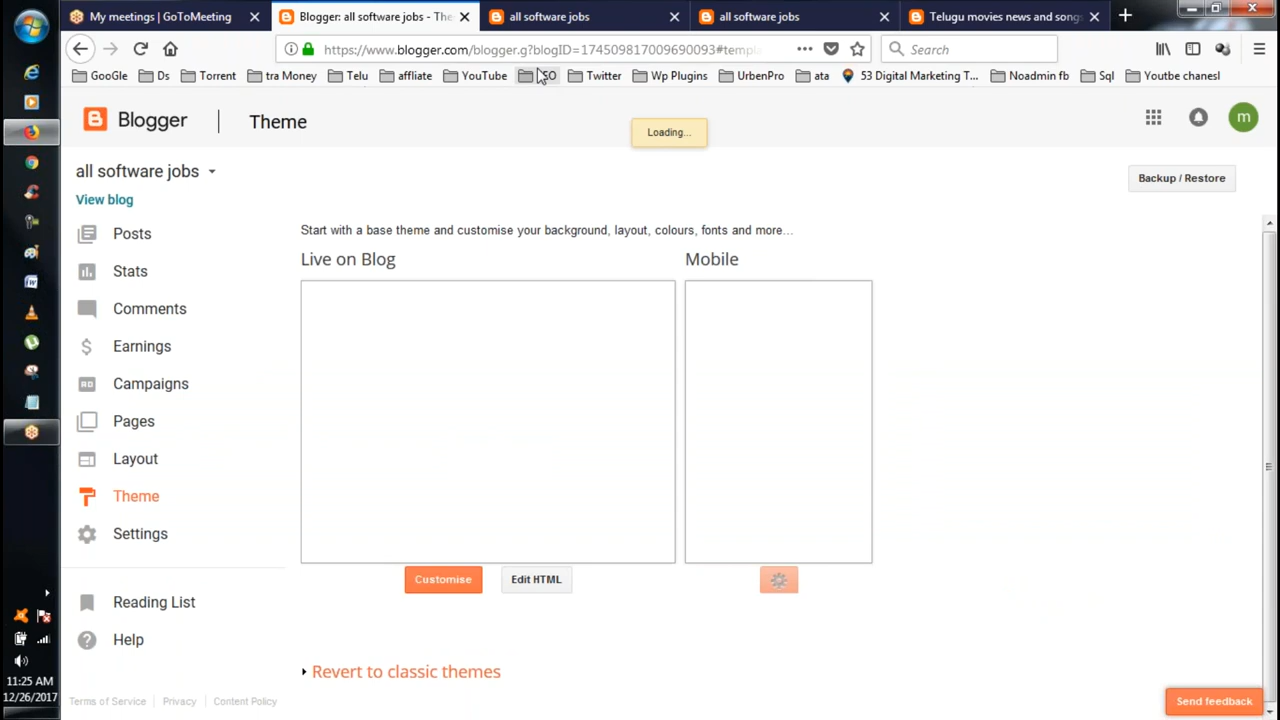 My meetings | GoToMeeting
Blogger: all software jobs - The
all software jobs
all software jobs
Telugu movies news and songs
https://www.blogger.com/blogger.g?blogID=1745098170096900​93#templ
Search
GooGle
Ds
Torrent
tra Money
Telu
affliate
YouTube
Twitter
Wp Plugins
UrbenPro
ata
53 Digital Marketing T...
Noadmin fb
Sql
Youtbe chanesl
Blogger
Theme
Loading...
m
all software jobs
View blog
Backup / Restore
Posts
Stats
Comments
Earnings
Campaigns
Pages
Layout
Theme
Settings
Reading List
Help
Start with a base theme and customise your background, layout, colours, fonts and more...
Live on Blog
Mobile
Customise
Edit HTML
Revert to classic themes
Terms of Service
Privacy
Content Policy
Send feedback
11:25 AM
12/26/2017